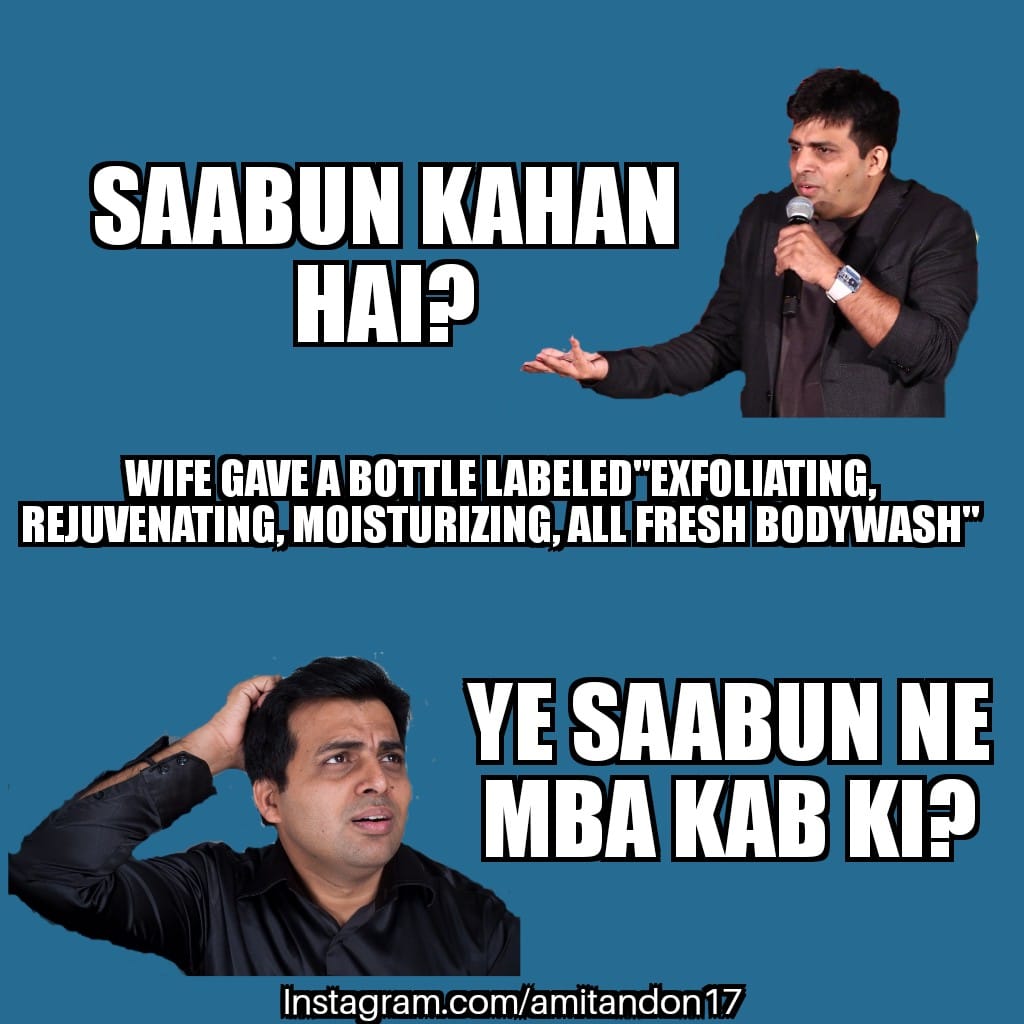 SAABUN KAHAN
HAI?
WIFE GAVE A BOTTLE LABELED"EXFOLIATING,
REJUVENATING, MOISTURIZING, ALL FRESH BODYWASH"
YE SAABUN NE
MBA KAB KI?
Instagram.com/amitandon17